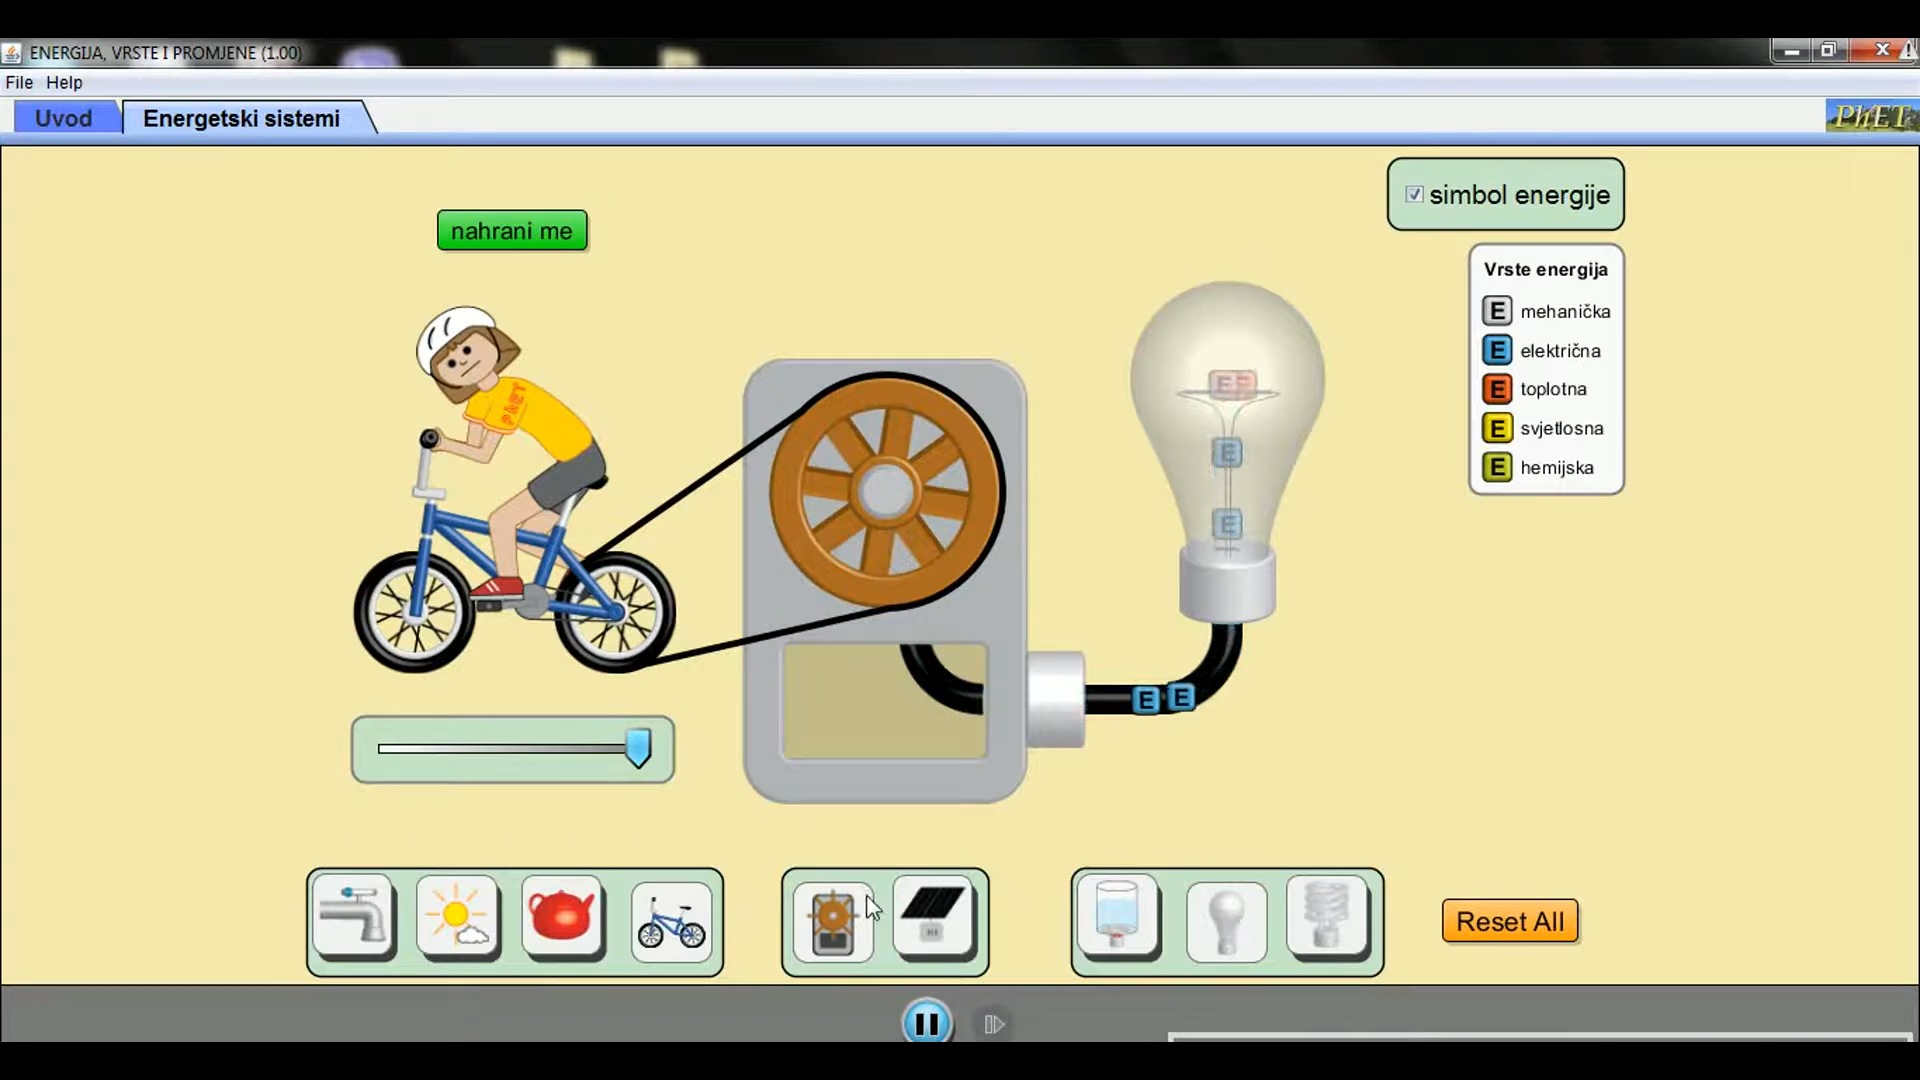 ENERGIJA, VRSTE I PROMJENE (1.00)
File Help
Uvod Energetski sistemi
PhET
simbol energije
nahrani me
Vrste energija
E mehanička
E električna
E toplotna
E svjetlosna
E hemijska
PhET
E E
E
E
E E
Reset All